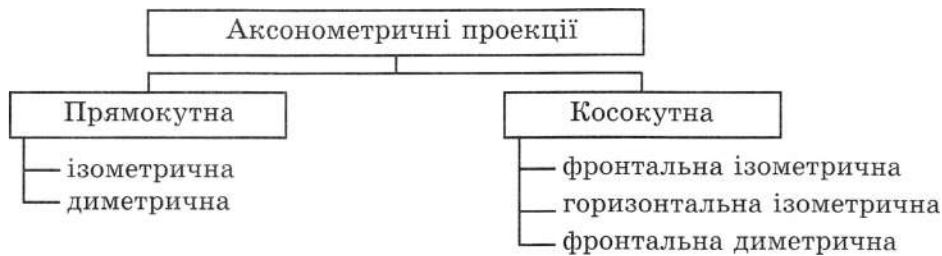 Аксонометричні проекції
Прямокутна
ізометрична
диметрична
Косокутна
фронтальна ізометрична
горизонтальна ізометрична
фронтальна диметрична